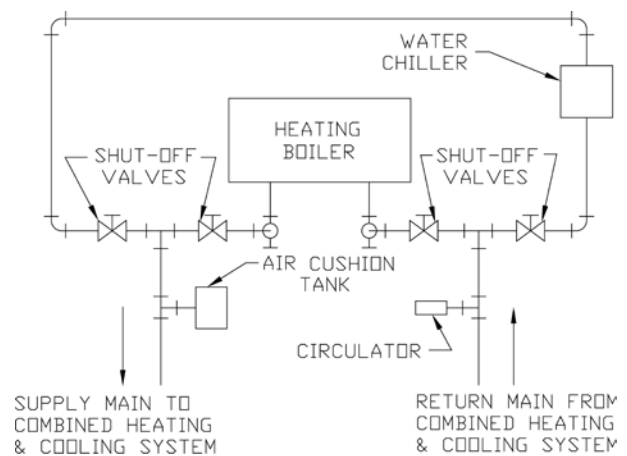 WATER
CHILLER
HEATING
BOILER
SHUT-OFF
VALVES
SHUT-OFF
VALVES
AIR CUSHION
TANK
CIRCULATOR
SUPPLY MAIN TO
COMBINED HEATING
& COOLING SYSTEM
RETURN MAIN FROM
COMBINED HEATING
& COOLING SYSTEM